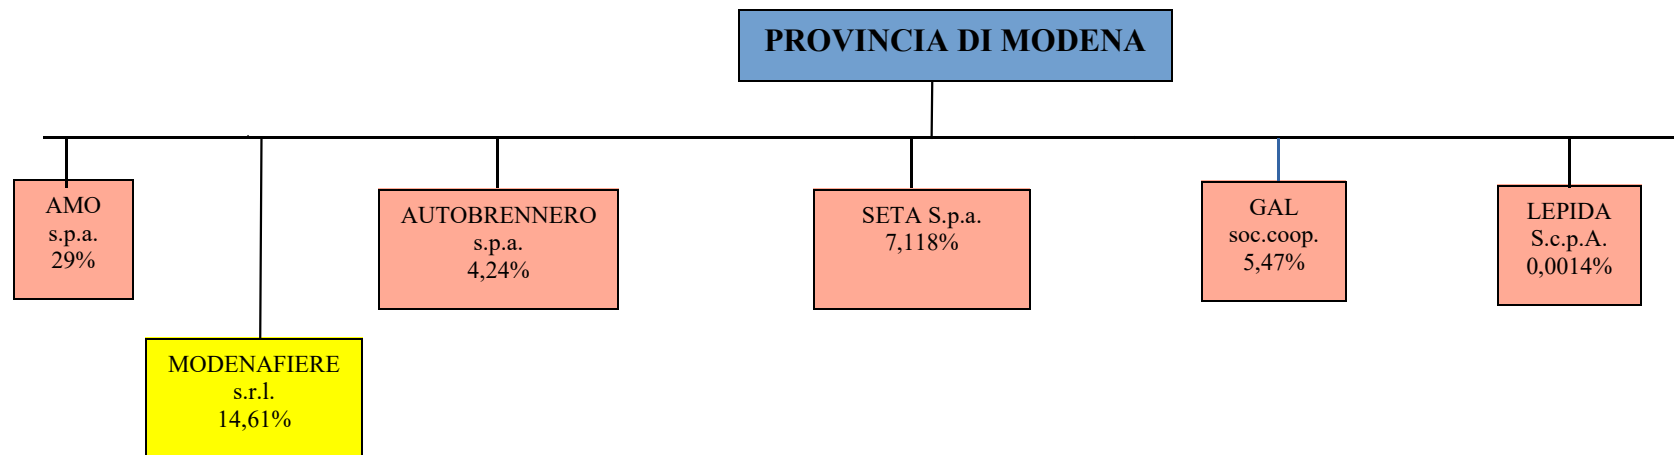 PROVINCIA DI MODENA
AMO
s.p.a.
29%
AUTOBRENNERO
s.p.a.
4,24%
SETA S.p.a.
7,118%
GAL
soc.coop.
5,47%
LEPIDA
S.c.p.A.
0,0014%
MODENAFIERE
s.r.l.
14,61%